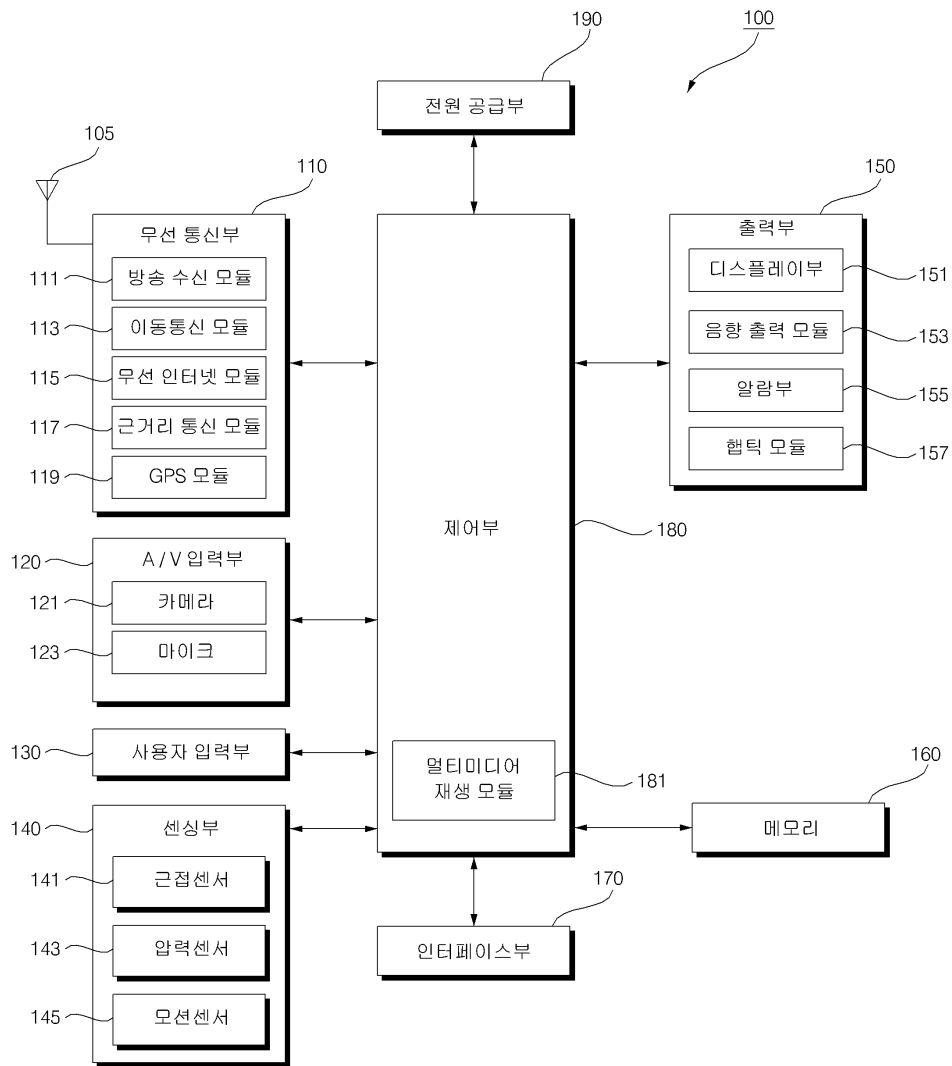 190
100
전원 공급부
105
110
무선 통신부
111
방송 수신 모듈
113
이동통신 모듈
115
무선 인터넷 모듈
117
근거리 통신 모듈
119
GPS 모듈
150
출력부
디스플레이부
151
음향 출력 모듈
153
알람부
155
햅틱 모듈
157
제어부
180
120
A / V 입력부
121
카메라
123
마이크
130
사용자 입력부
멀티미디어
재생 모듈
181
160
메모리
140
센싱부
141
근접센서
143
압력센서
145
모션센서
170
인터페이스부